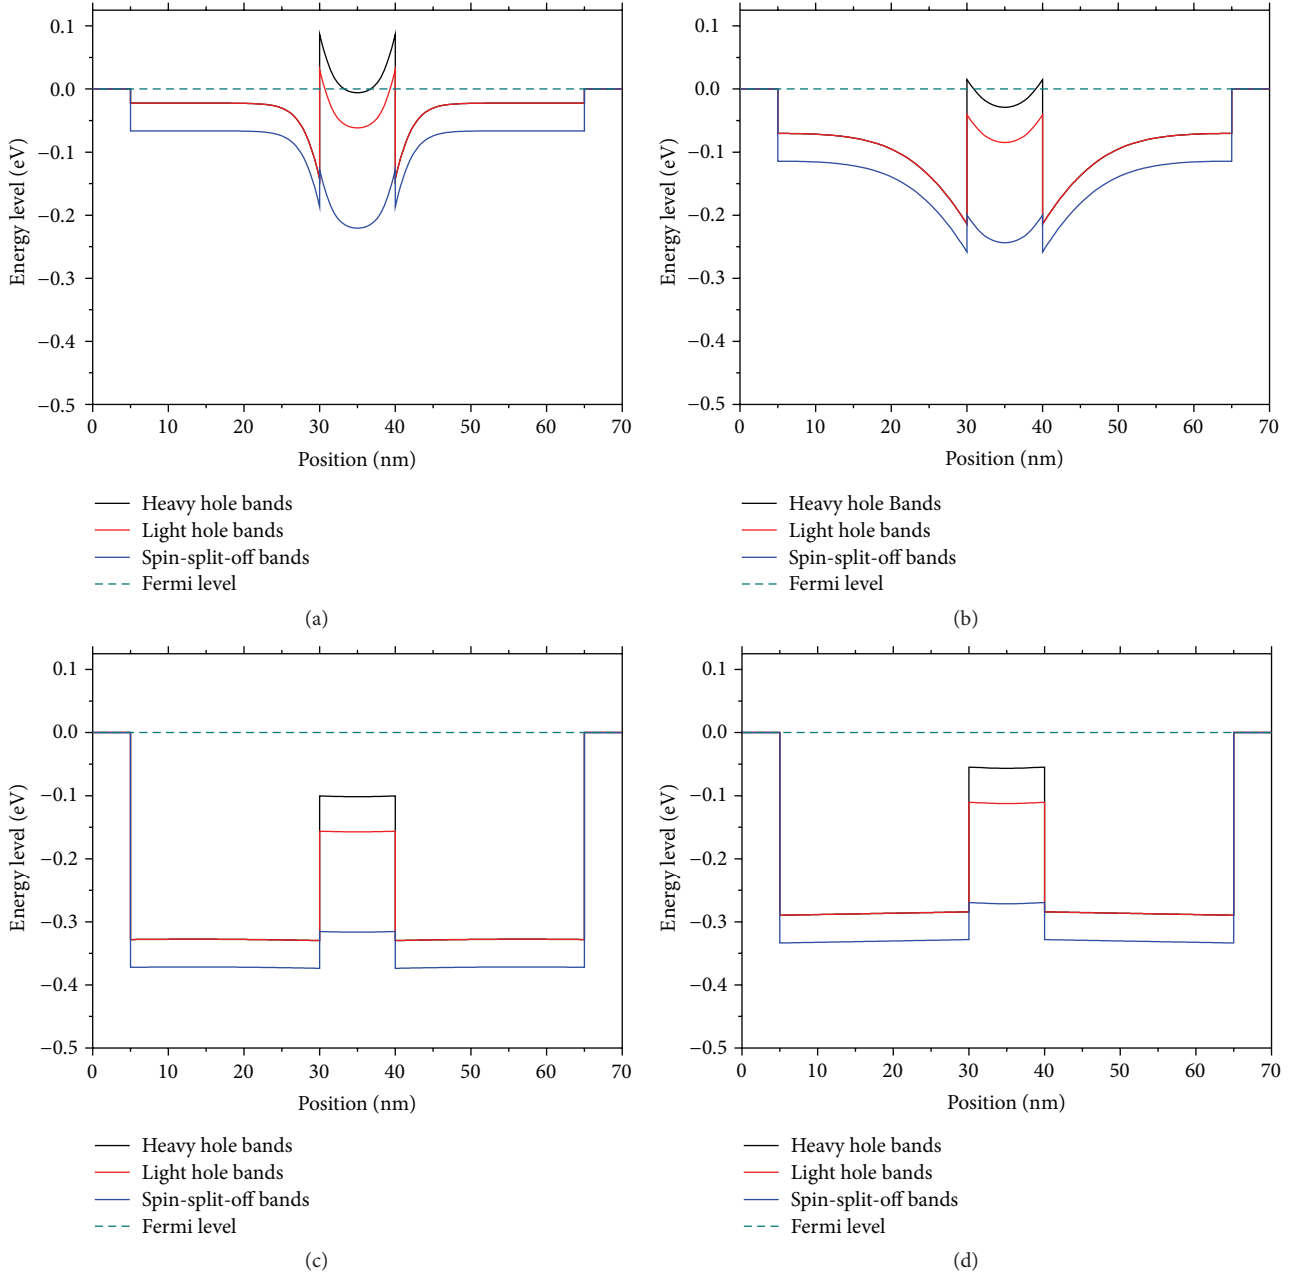 0.1
0.0
−0.1
−0.2
−0.3
−0.4
−0.5
Energy level (eV)
0 10 20 30 40 50 60 70
Position (nm)
Heavy hole bands
Light hole bands
Spin-split-off bands
Fermi level
(a)
0.1
0.0
−0.1
−0.2
−0.3
−0.4
−0.5
Energy level (eV)
0 10 20 30 40 50 60 70
Position (nm)
Heavy hole Bands
Light hole bands
Spin-split-off bands
Fermi level
(b)
0.1
0.0
−0.1
−0.2
−0.3
−0.4
−0.5
Energy level (eV)
0 10 20 30 40 50 60 70
Position (nm)
Heavy hole bands
Light hole bands
Spin-split-off bands
Fermi level
(c)
0.1
0.0
−0.1
−0.2
−0.3
−0.4
−0.5
Energy level (eV)
0 10 20 30 40 50 60 70
Position (nm)
Heavy hole bands
Light hole bands
Spin-split-off bands
Fermi level
(d)